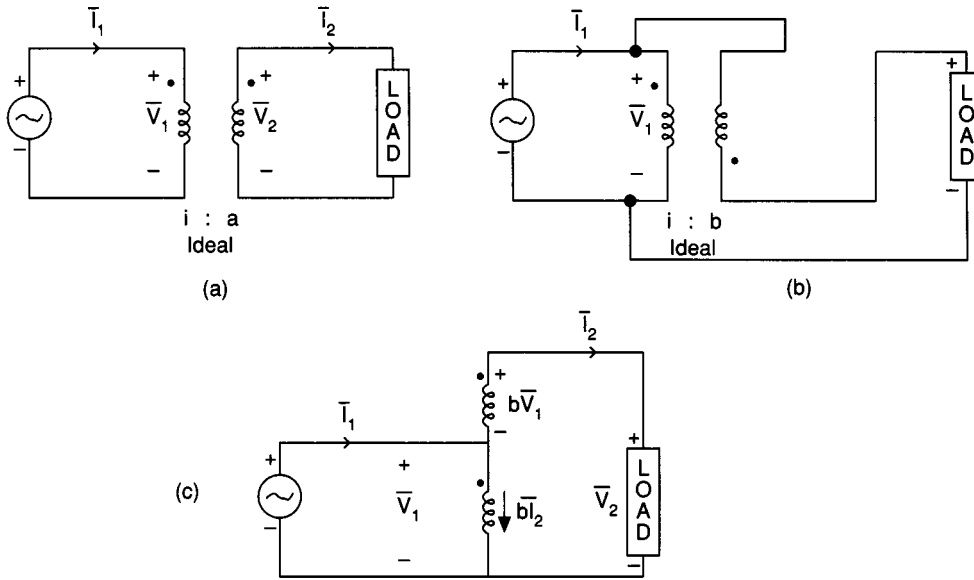 Ī₁
Ī₂
+
V̄₁
−
+
V̄₂
−
+
−
LOAD
i : a
Ideal
(a)
Ī₁
+
−
+
V̄₁
−
+
LOAD
−
i : b
Ideal
(b)
Ī₂
+
bV̄₁
−
Ī₁
+
−
+
V̄₁
−
bĪ₂
V̄₂
+
LOAD
−
(c)